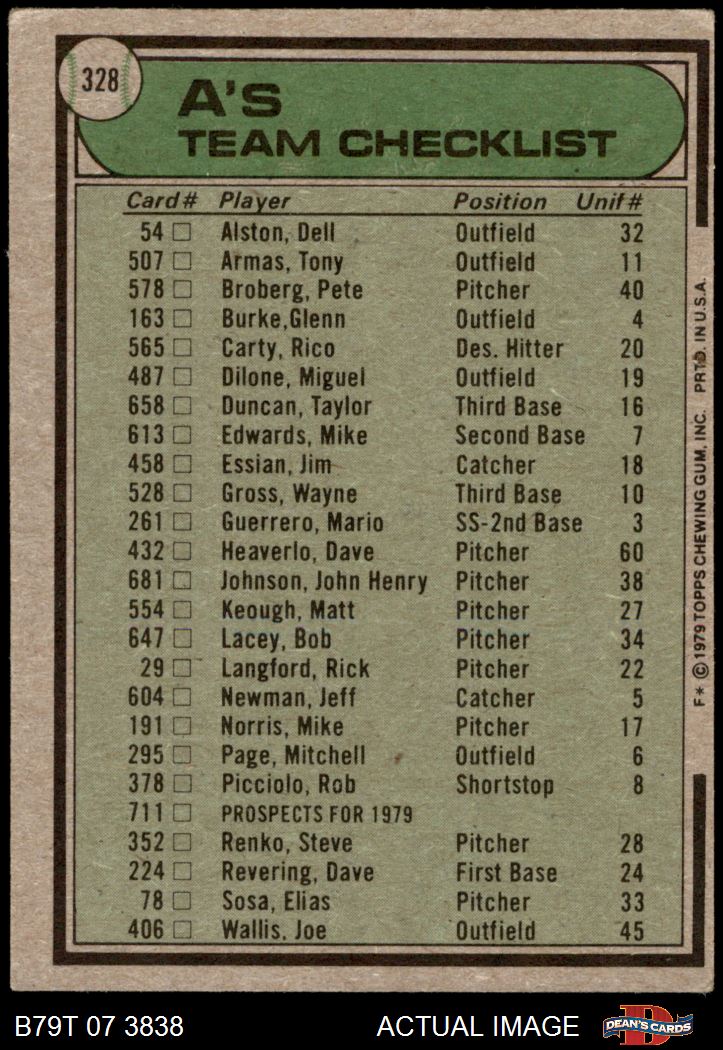 328
A'S
TEAM CHECKLIST
Card# Player Position Unif#
54 Alston, Dell Outfield 32
507 Armas, Tony Outfield 11
578 Broberg, Pete Pitcher 40
163 Burke,Glenn Outfield 4
565 Carty, Rico Des. Hitter 20
487 Dilone, Miguel Outfield 19
658 Duncan, Taylor Third Base 16
613 Edwards, Mike Second Base 7
458 Essian, Jim Catcher 18
528 Gross, Wayne Third Base 10
261 Guerrero, Mario SS-2nd Base 3
432 Heaverlo, Dave Pitcher 60
681 Johnson, John Henry Pitcher 38
554 Keough, Matt Pitcher 27
647 Lacey, Bob Pitcher 34
29 Langford, Rick Pitcher 22
604 Newman, Jeff Catcher 5
191 Norris, Mike Pitcher 17
295 Page, Mitchell Outfield 6
378 Picciolo, Rob Shortstop 8
711 PROSPECTS FOR 1979
352 Renko, Steve Pitcher 28
224 Revering, Dave First Base 24
78 Sosa, Elias Pitcher 33
406 Wallis, Joe Outfield 45
F* © 1979 TOPPS CHEWING GUM, INC. PRTD. IN U.S.A.
B79T 07 3838 ACTUAL IMAGE
D
DEAN'S CARDS